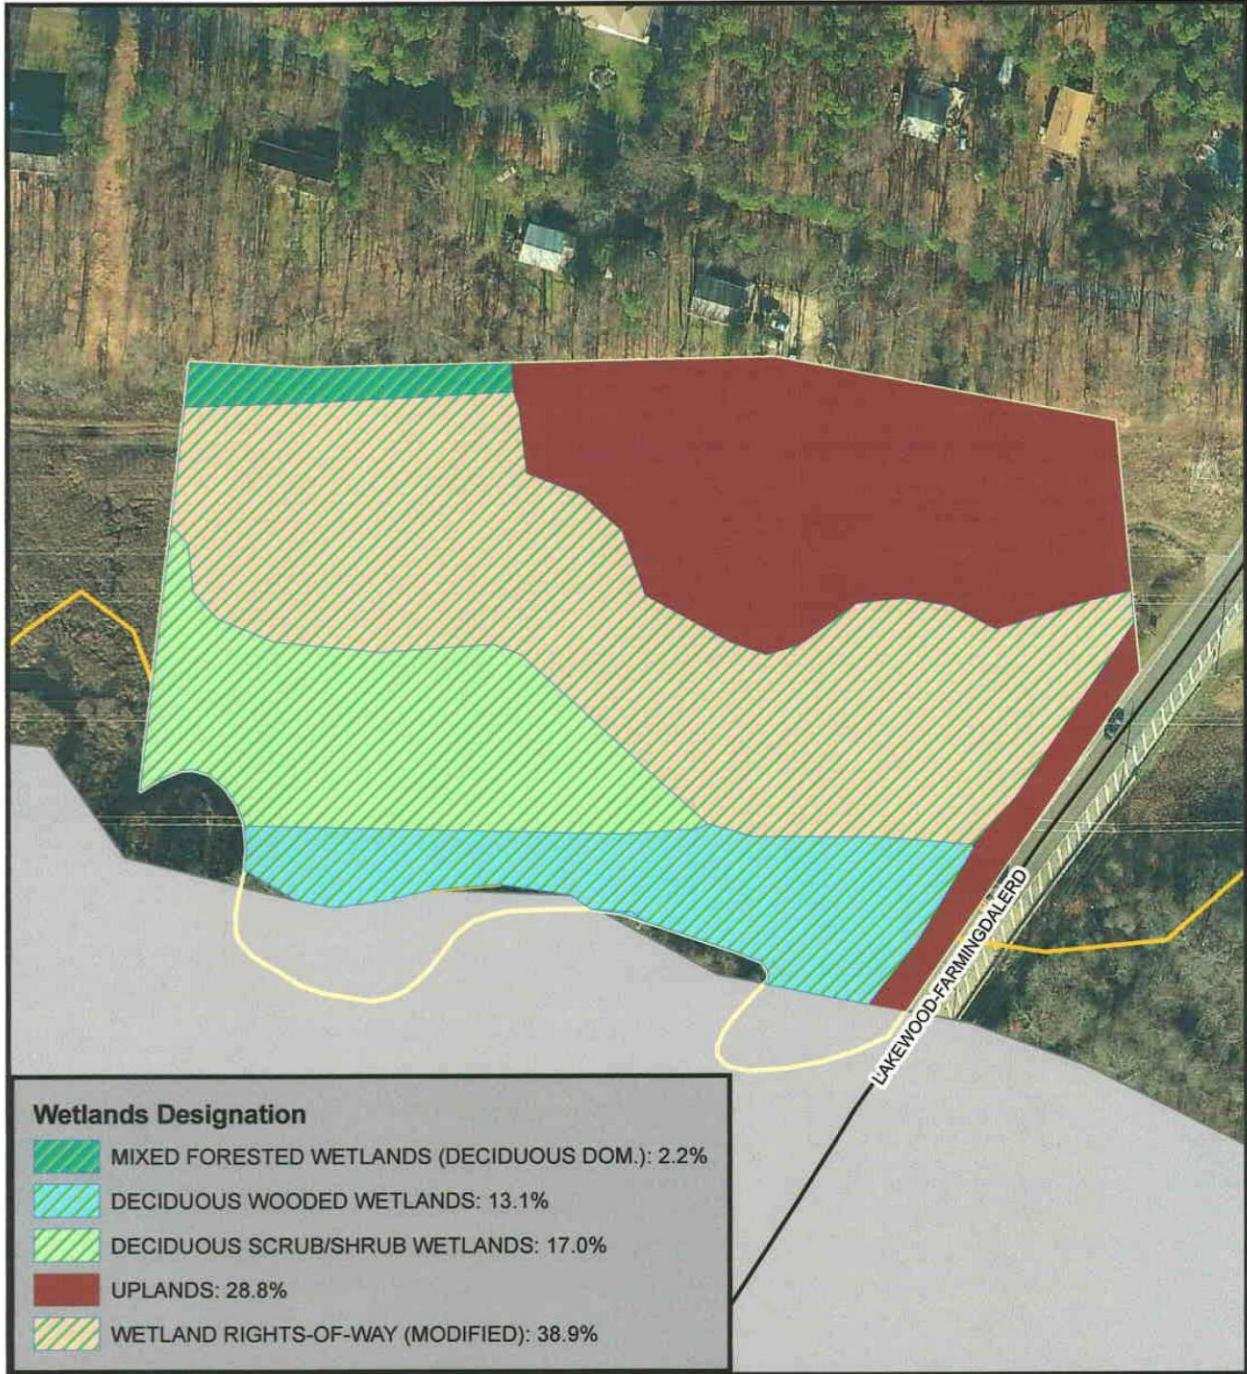 LAKEWOOD-FARMINGDALERD
Wetlands Designation
MIXED FORESTED WETLANDS (DECIDUOUS DOM.): 2.2%
DECIDUOUS WOODED WETLANDS: 13.1%
DECIDUOUS SCRUB/SHRUB WETLANDS: 17.0%
UPLANDS: 28.8%
WETLAND RIGHTS-OF-WAY (MODIFIED): 38.9%